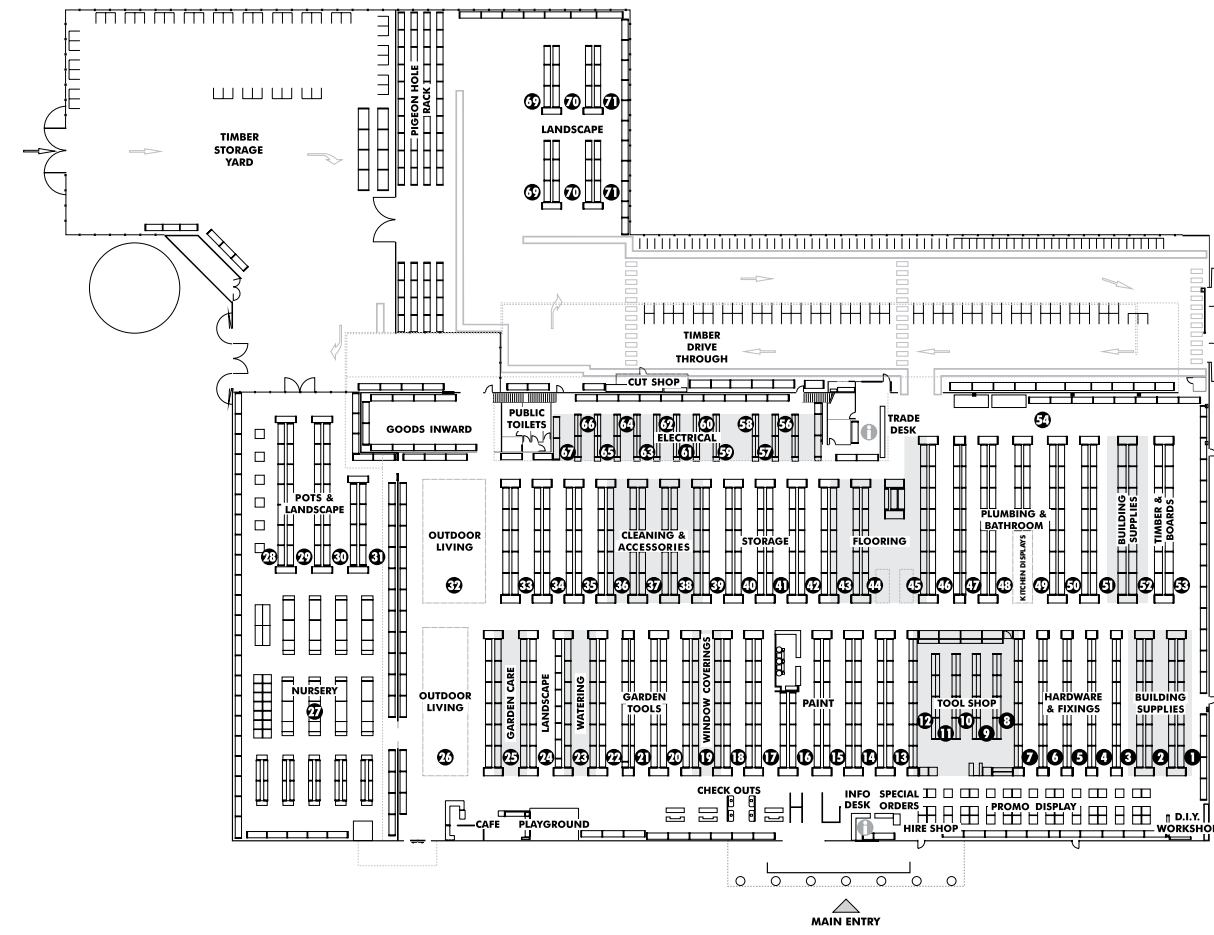 PIGEON HOLE
RACK
69 70 71
LANDSCAPE
TIMBER
STORAGE
YARD
69 70 71
TIMBER
DRIVE
THROUGH
CUT SHOP
PUBLIC
TOILETS
GOODS INWARD
66 64 62 60 58 56
ELECTRICAL
67 65 63 61 59 57
i
TRADE
DESK
54
POTS &
LANDSCAPE
28 29 30 31
OUTDOOR
LIVING
32
CLEANING &
ACCESSORIES
STORAGE
FLOORING
PLUMBING &
BATHROOM
KITCHEN DISPLAYS
BUILDING
SUPPLIES
TIMBER &
BOARDS
33 34 35 36 37 38 39 40 41 42 43 44 45 46 47 48 49 50 51 52 53
NURSERY
27
OUTDOOR
LIVING
26
GARDEN CARE
LANDSCAPE
WATERING
GARDEN
TOOLS
WINDOW COVERINGS
PAINT
TOOL SHOP
12 11 10 9 8
HARDWARE
& FIXINGS
BUILDING
SUPPLIES
25 24 23 22 21 20 19 18 17 16 15 14 13 7 6 5 4 3 2 1
CHECK OUTS
INFO
DESK
SPECIAL
ORDERS
PROMO DISPLAY
CAFE
PLAYGROUND
i
HIRE SHOP
D.I.Y.
MAIN ENTRY